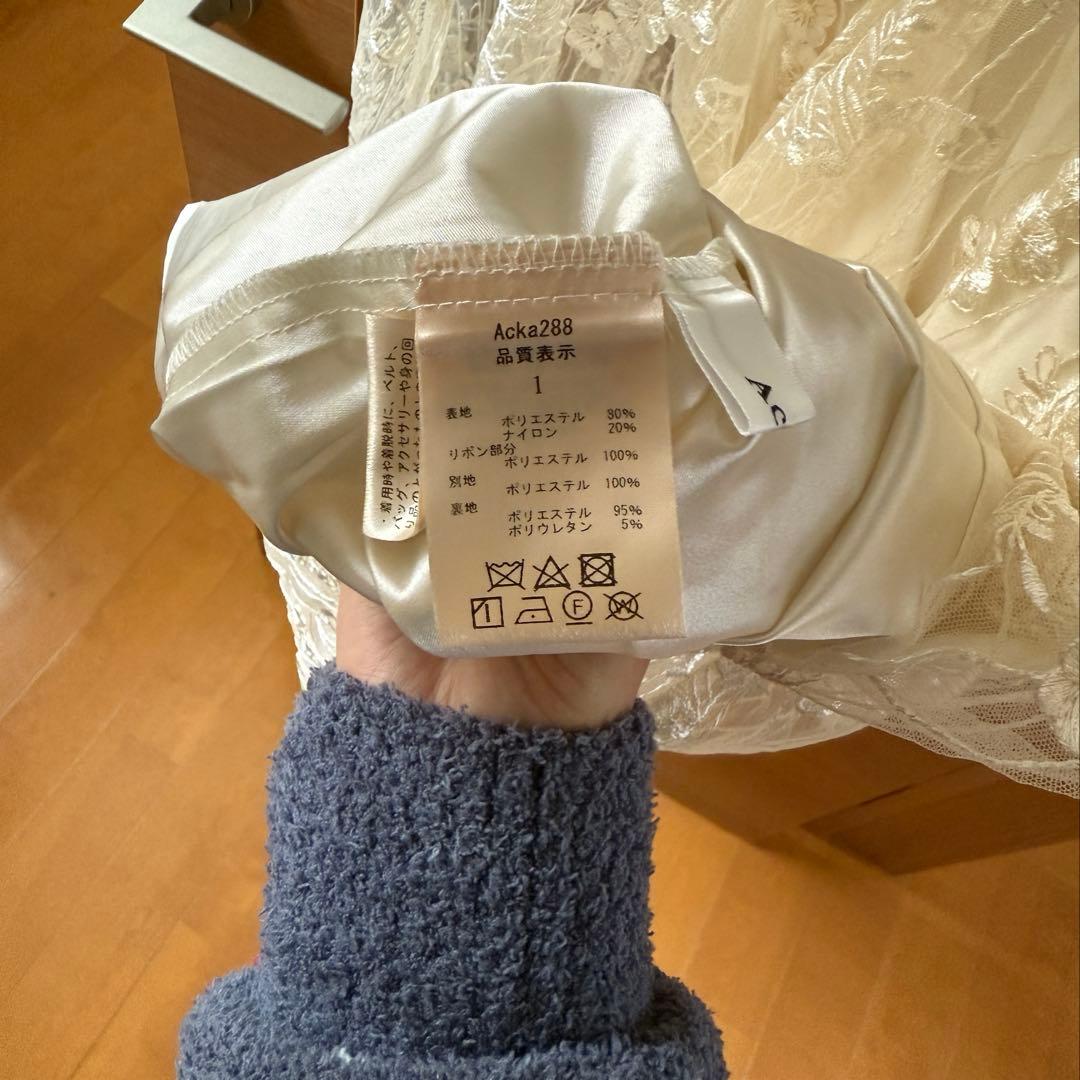 Acka288
品質表示
1
表地 ポリエステル 80%
ナイロン 20%
リボン部分
ポリエステル 100%
別地 ポリエステル 100%
裏地 ポリエステル 95%
ポリウレタン 5%
1
F
W
・着用時や着脱時に、ベルト、
バッグ、アクセサリーや身の回
AC